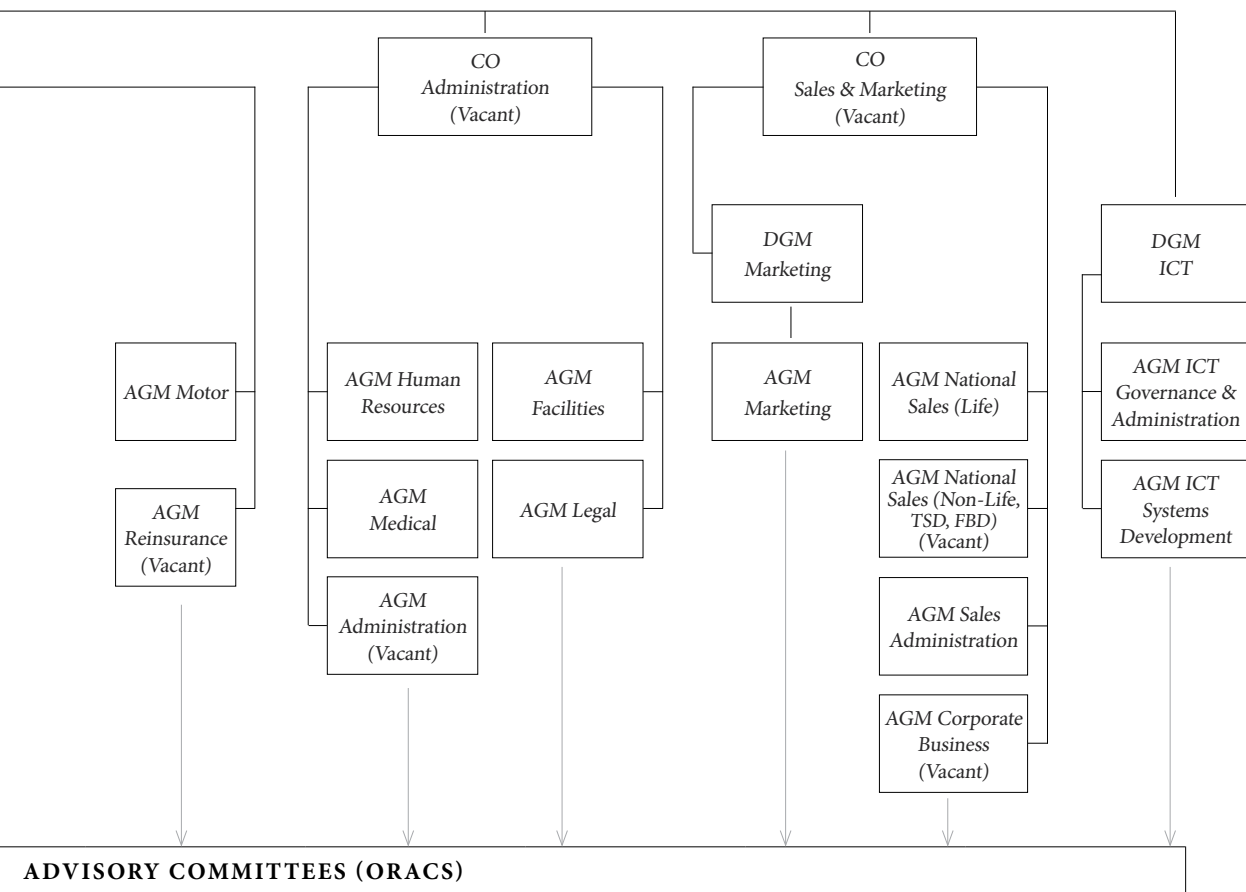 CO
Administration
(Vacant)
CO
Sales & Marketing
(Vacant)
DGM
Marketing
DGM
ICT
AGM Motor
AGM Human
Resources
AGM
Facilities
AGM
Marketing
AGM National
Sales (Life)
AGM ICT
Governance &
Administration
AGM
Reinsurance
(Vacant)
AGM
Medical
AGM Legal
AGM National
Sales (Non-Life,
TSD, FBD)
(Vacant)
AGM ICT
Systems
Development
AGM
Administration
(Vacant)
AGM Sales
Administration
AGM Corporate
Business
(Vacant)
ADVISORY COMMITTEES (ORACS)